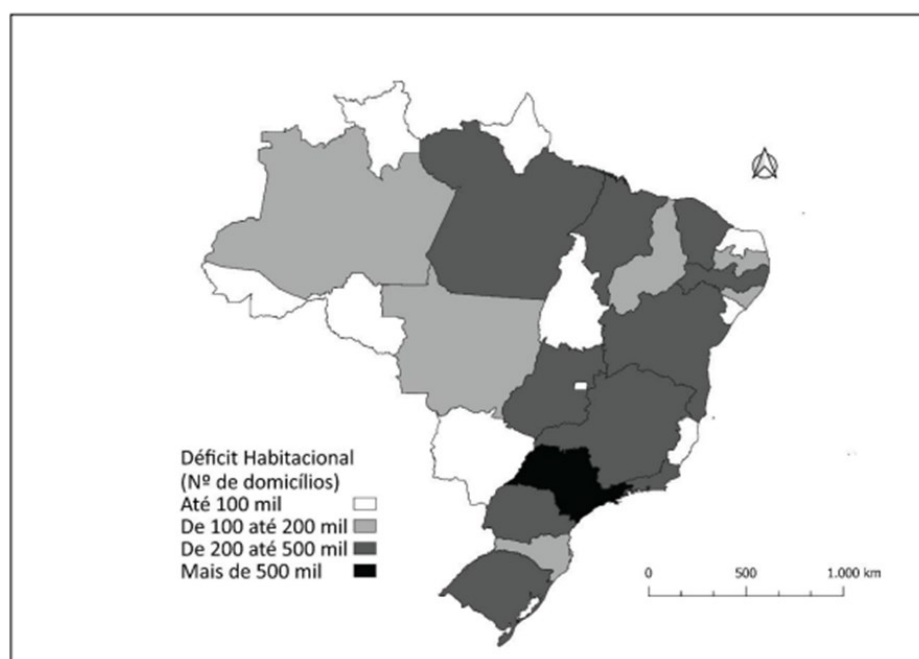 Déficit Habitacional
(Nº de domicílios)
Até 100 mil
De 100 até 200 mil
De 200 até 500 mil
Mais de 500 mil
0 500 1.000 km